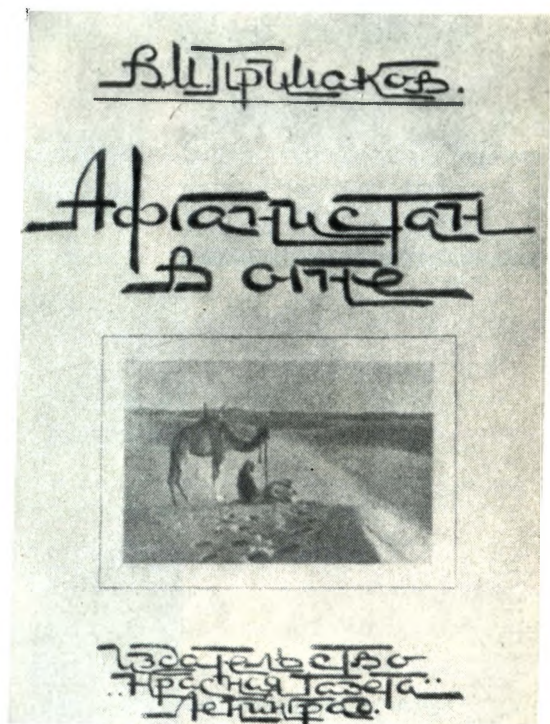 В.И. Примаков.
Афганистан
в огне
Издательство
„Красная Газета“
Ленинград.